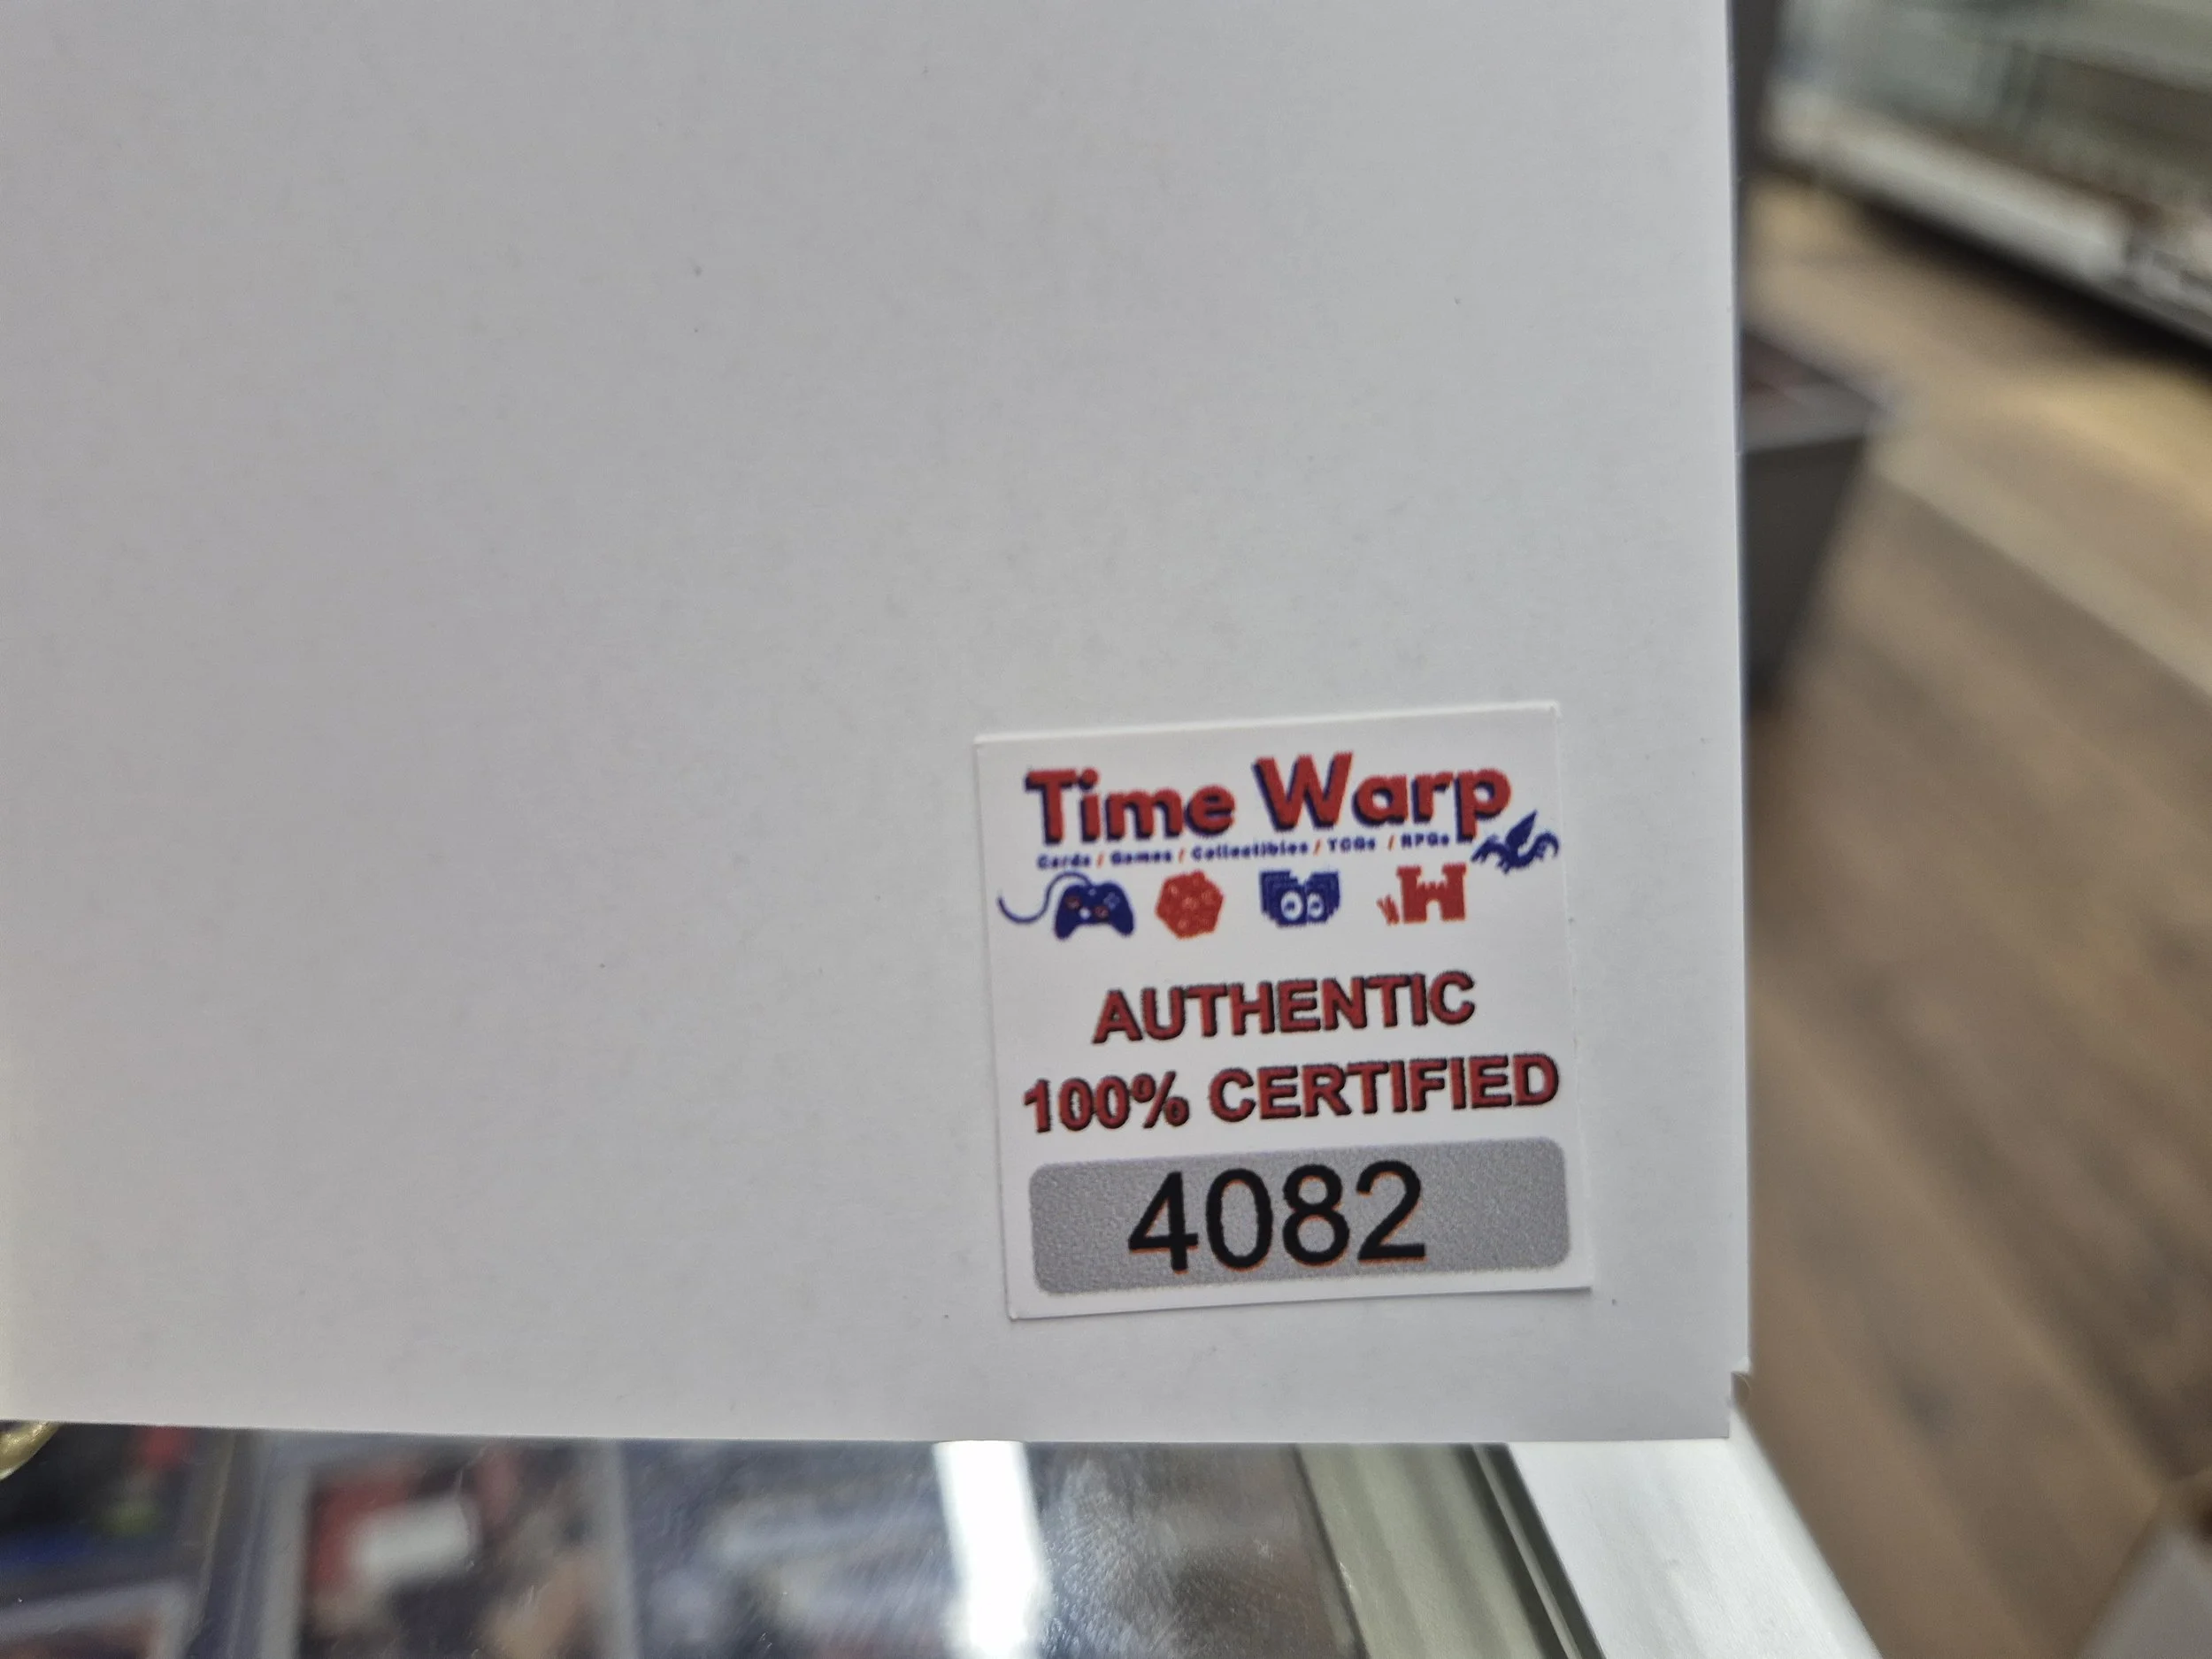 Time Warp
Cards / Games / Collectibles / TCGs / RPGs
AUTHENTIC
100% CERTIFIED
4082